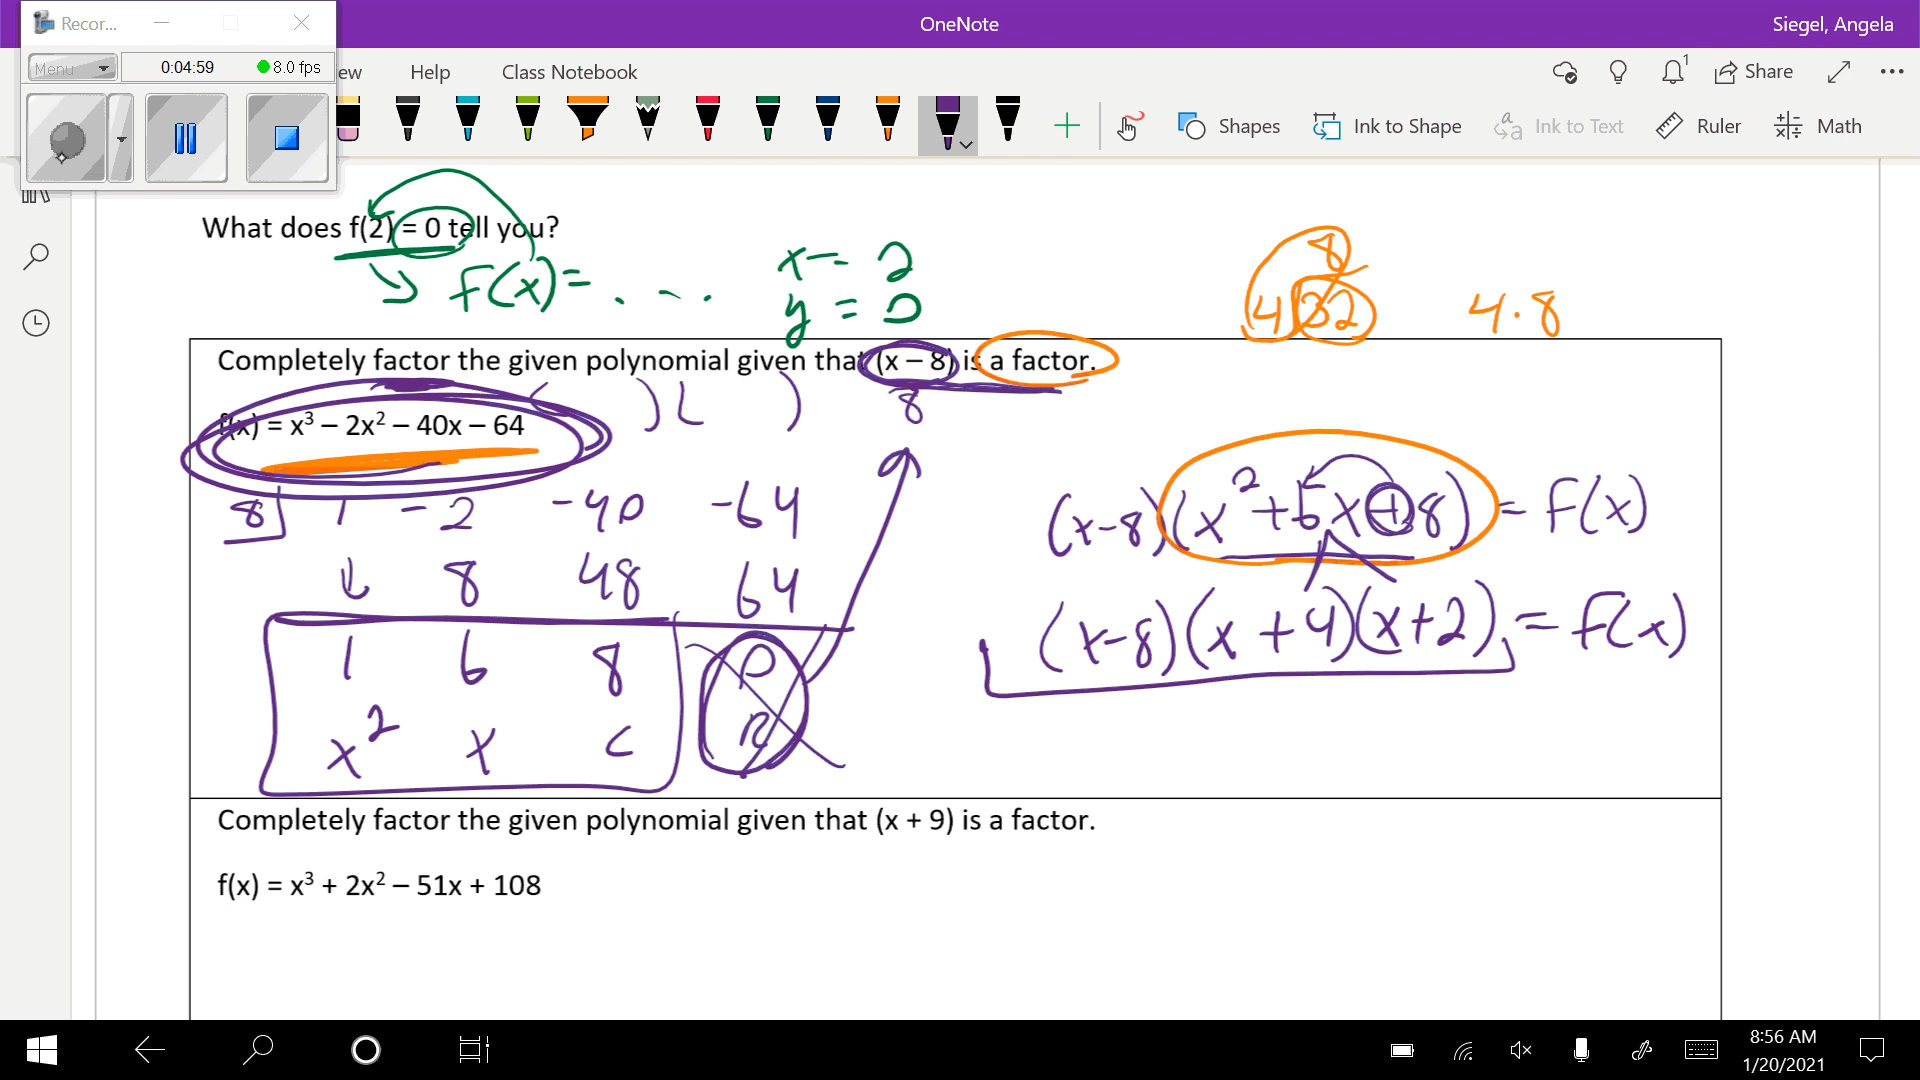 Recor...
OneNote
Siegel, Angela
Menu
0:04:59
8.0 fps
ew
Help
Class Notebook
1
Share
Shapes
Ink to Shape
Ink to Text
Ruler
Math
What does f(2) = 0 tell you?
f(x) = . - .
x = 2
y = 0
8
4 32
4 · 8
Completely factor the given polynomial given that (x – 8) is a factor.
f(x) = x³ – 2x² – 40x – 64
( ) ( )
8
8 1 -2 -40 -64
↓ 8 48 64
1 6 8 0
x² x c R
(x-8)(x²+6x+8) = f(x)
(x-8)(x+4)(x+2) = f(x)
Completely factor the given polynomial given that (x + 9) is a factor.
f(x) = x³ + 2x² – 51x + 108
8:56 AM
1/20/2021